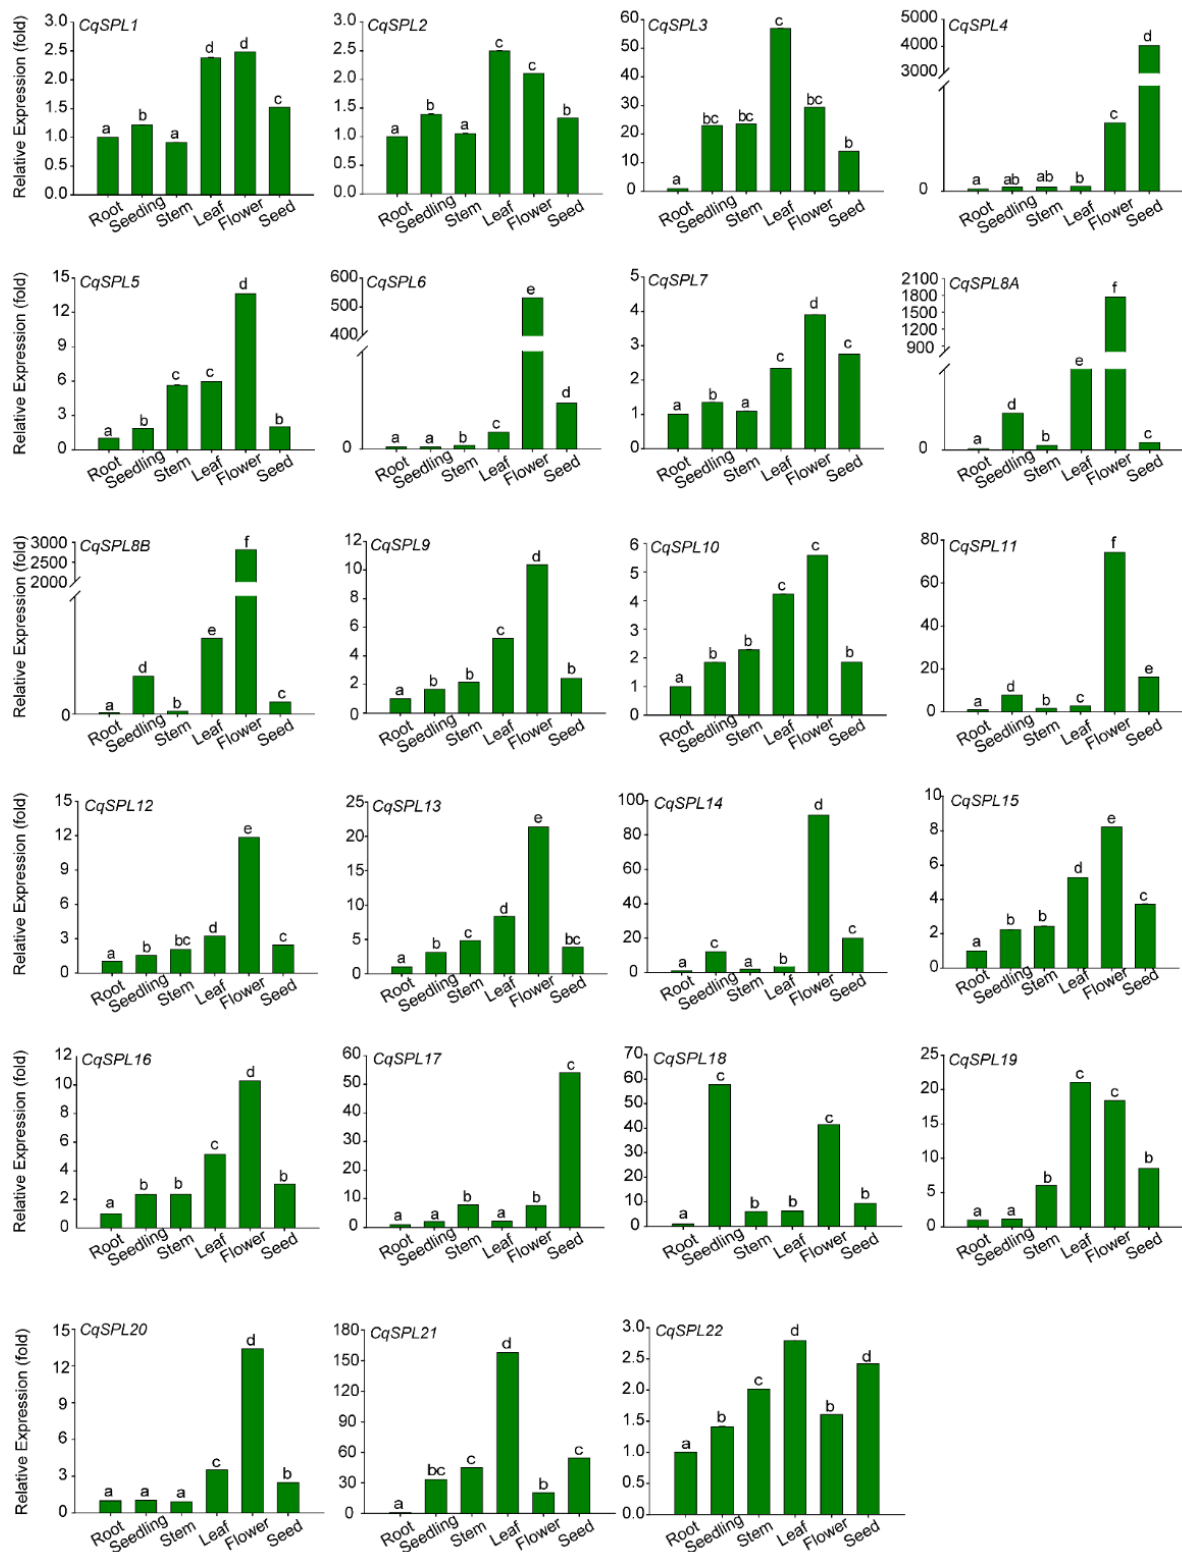 Relative Expression (fold)
CqSPL1
3.0
2.5
2.0
1.5
1.0
0.5
0.0
a b a d d c
Root Seedling Stem Leaf Flower Seed
CqSPL2
3.0
2.5
2.0
1.5
1.0
0.5
0.0
a b a c c b
Root Seedling Stem Leaf Flower Seed
CqSPL3
60
50
40
30
20
10
0
a bc bc c bc b
Root Seedling Stem Leaf Flower Seed
CqSPL4
5000
4000
3000
0
a ab ab b c d
Root Seedling Stem Leaf Flower Seed
Relative Expression (fold)
CqSPL5
15
12
9
6
3
0
a b c c d b
Root Seedling Stem Leaf Flower Seed
CqSPL6
600
500
400
0
a a b c e d
Root Seedling Stem Leaf Flower Seed
CqSPL7
5
4
3
2
1
0
a b a c d c
Root Seedling Stem Leaf Flower Seed
CqSPL8A
2100
1800
1500
1200
900
0
a d b e f c
Root Seedling Stem Leaf Flower Seed
Relative Expression (fold)
CqSPL8B
3000
2500
2000
0
a d b e f c
Root Seedling Stem Leaf Flower Seed
CqSPL9
12
10
8
6
4
2
0
a b b c d b
Root Seedling Stem Leaf Flower Seed
CqSPL10
6
5
4
3
2
1
0
a b b c c b
Root Seedling Stem Leaf Flower Seed
CqSPL11
80
60
40
20
0
a d b c f e
Root Seedling Stem Leaf Flower Seed
Relative Expression (fold)
CqSPL12
15
12
9
6
3
0
a b bc d e c
Root Seedling Stem Leaf Flower Seed
CqSPL13
25
20
15
10
5
0
a b c d e bc
Root Seedling Stem Leaf Flower Seed
CqSPL14
100
80
60
40
20
0
a c a b d c
Root Seedling Stem Leaf Flower Seed
CqSPL15
10
8
6
4
2
0
a b b d e c
Root Seedling Stem Leaf Flower Seed
Relative Expression (fold)
CqSPL16
12
10
8
6
4
2
0
a b b c d b
Root Seedling Stem Leaf Flower Seed
CqSPL17
60
50
40
30
20
10
0
a a b a b c
Root Seedling Stem Leaf Flower Seed
CqSPL18
70
60
50
40
30
20
10
0
a c b b c b
Root Seedling Stem Leaf Flower Seed
CqSPL19
25
20
15
10
5
0
a a b c c b
Root Seedling Stem Leaf Flower Seed
Relative Expression (fold)
CqSPL20
15
12
9
6
3
0
a a a c d b
Root Seedling Stem Leaf Flower Seed
CqSPL21
180
150
120
90
60
30
0
a bc c d b c
Root Seedling Stem Leaf Flower Seed
CqSPL22
3.0
2.5
2.0
1.5
1.0
0.5
0.0
a b c d b d
Root Seedling Stem Leaf Flower Seed